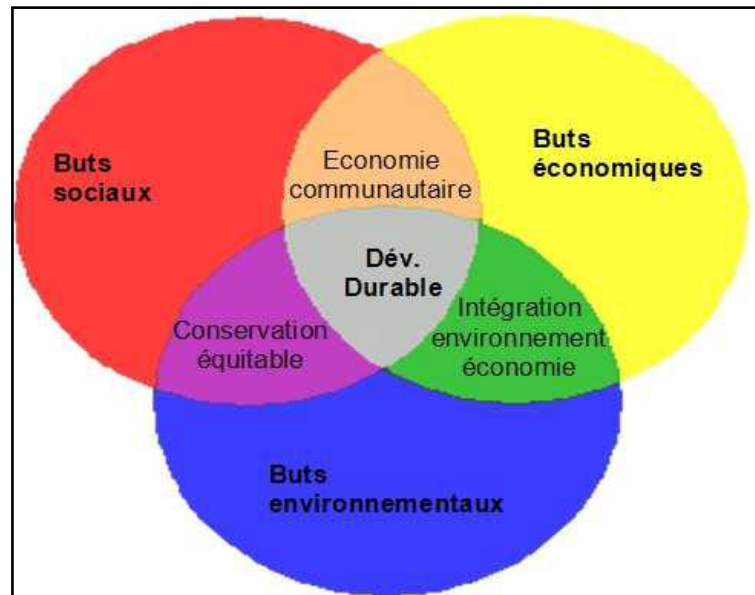 Buts
sociaux
Economie
communautaire
Buts
économiques
Dév.
Durable
Conservation
équitable
Intégration
environnement
économie
Buts
environnementaux